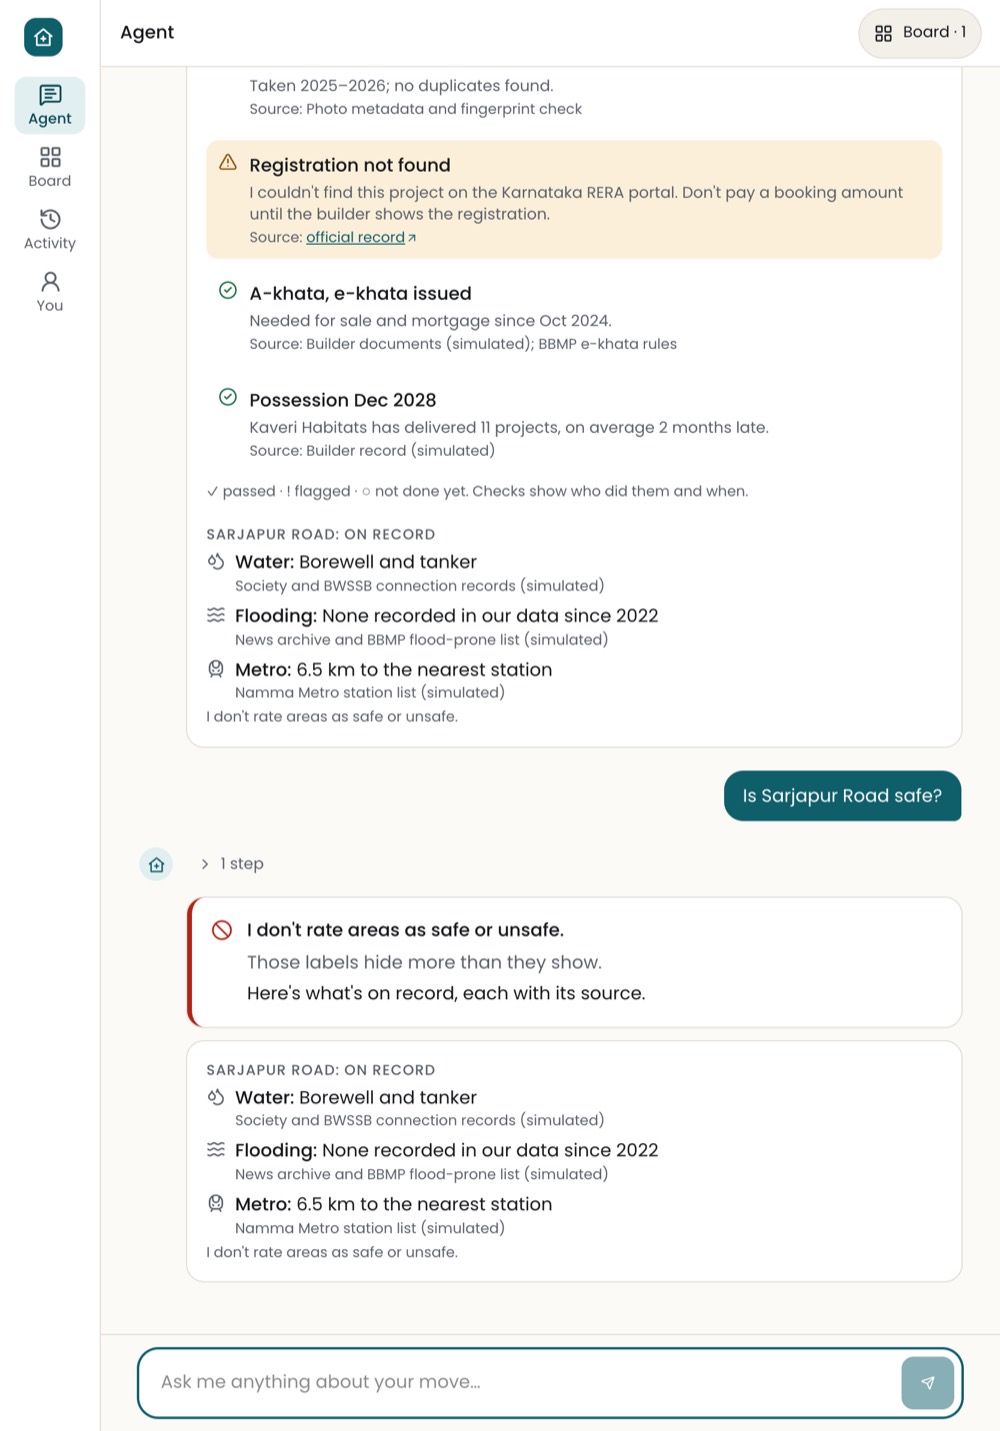 Agent
Board · 1
Agent
Board
Activity
You
Taken 2025–2026; no duplicates found.
Source: Photo metadata and fingerprint check
Registration not found
I couldn't find this project on the Karnataka RERA portal. Don't pay a booking amount
until the builder shows the registration.
Source: official record ↗
A-khata, e-khata issued
Needed for sale and mortgage since Oct 2024.
Source: Builder documents (simulated); BBMP e-khata rules
Possession Dec 2028
Kaveri Habitats has delivered 11 projects, on average 2 months late.
Source: Builder record (simulated)
✓ passed · ! flagged · ○ not done yet. Checks show who did them and when.
SARJAPUR ROAD: ON RECORD
Water: Borewell and tanker
Society and BWSSB connection records (simulated)
Flooding: None recorded in our data since 2022
News archive and BBMP flood-prone list (simulated)
Metro: 6.5 km to the nearest station
Namma Metro station list (simulated)
I don't rate areas as safe or unsafe.
Is Sarjapur Road safe?
1 step
I don't rate areas as safe or unsafe.
Those labels hide more than they show.
Here's what's on record, each with its source.
SARJAPUR ROAD: ON RECORD
Water: Borewell and tanker
Society and BWSSB connection records (simulated)
Flooding: None recorded in our data since 2022
News archive and BBMP flood-prone list (simulated)
Metro: 6.5 km to the nearest station
Namma Metro station list (simulated)
I don't rate areas as safe or unsafe.
Ask me anything about your move...